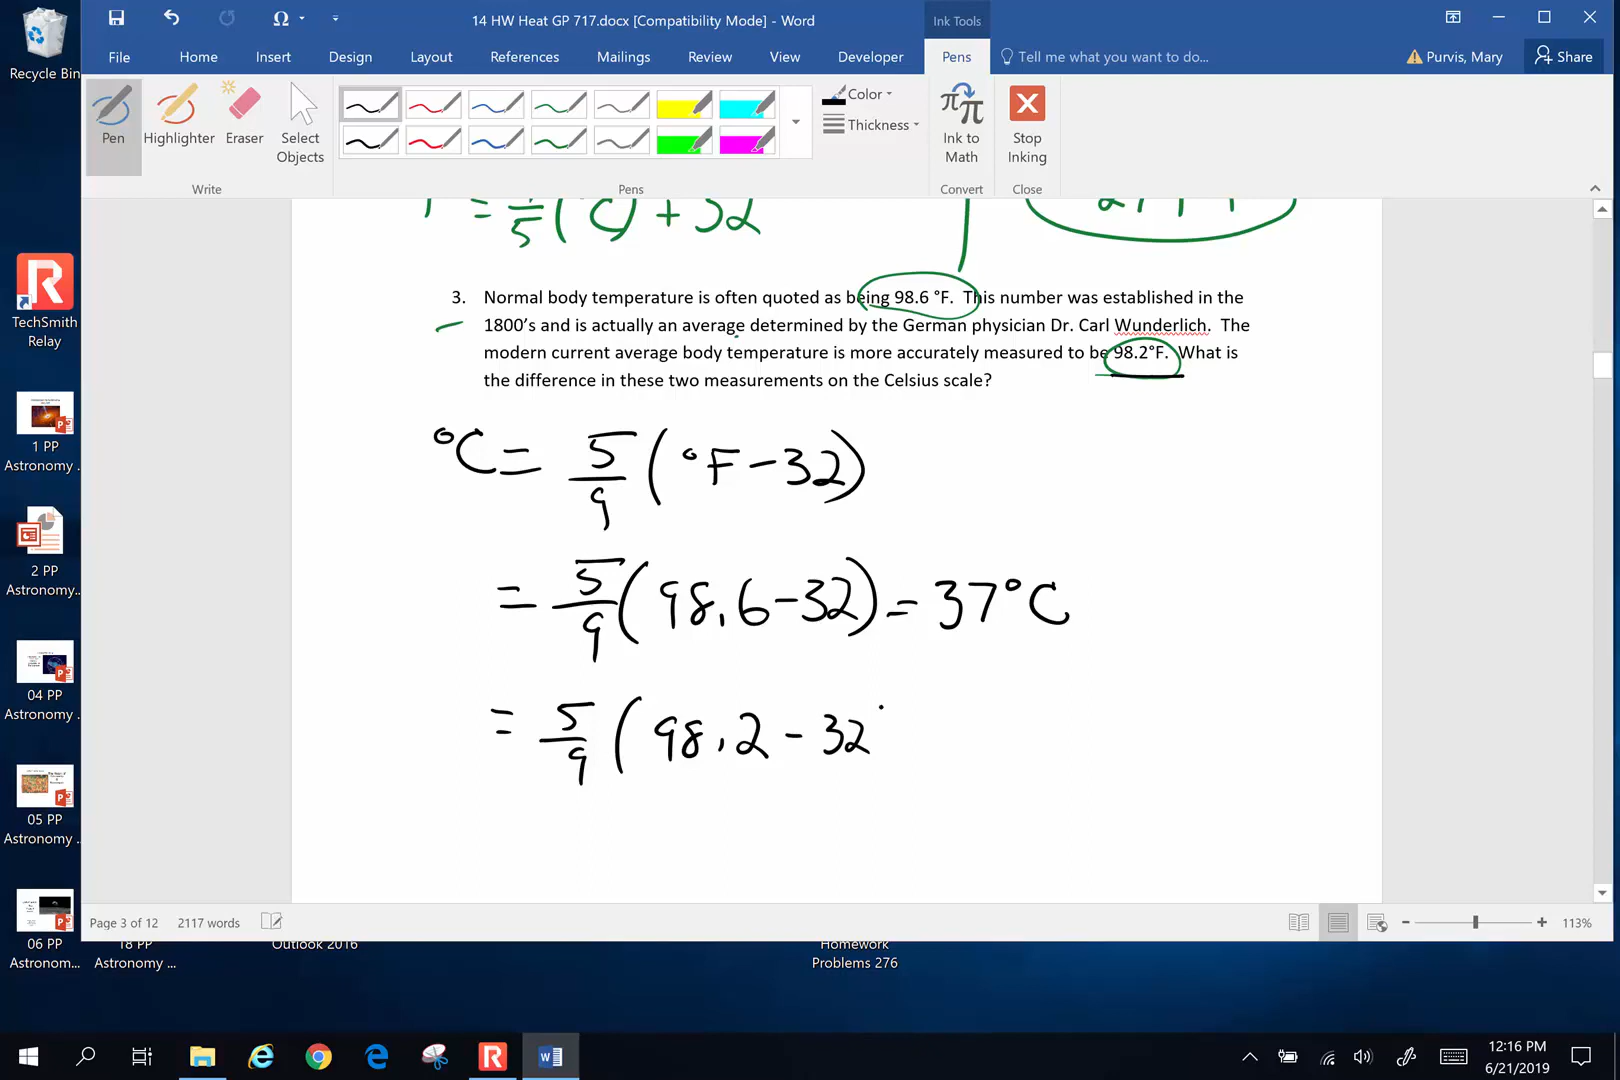 Recycle Bin
14 HW Heat GP 717.docx [Compatibility Mode] - Word
Ink Tools
File Home Insert Design Layout References Mailings Review View Developer Pens Tell me what you want to do... Purvis, Mary Share
Pen Highlighter Eraser Select Objects
Color
Thickness
Ink to Math
Stop Inking
Write Pens Convert Close
= 5 (°C) + 32
3. Normal body temperature is often quoted as being 98.6 °F. This number was established in the
1800's and is actually an average determined by the German physician Dr. Carl Wunderlich. The
modern current average body temperature is more accurately measured to be 98.2°F. What is
the difference in these two measurements on the Celsius scale?
°C = 5/9 (°F - 32)
= 5/9 (98.6 - 32) = 37°C
= 5/9 (98.2 - 32
TechSmith Relay
1 PP Astronomy ...
2 PP Astronomy...
04 PP Astronomy ...
05 PP Astronomy ...
06 PP Astronom...
18 PP Astronomy ...
Page 3 of 12 2117 words 113%
Outlook 2016
Homework Problems 276
12:16 PM
6/21/2019